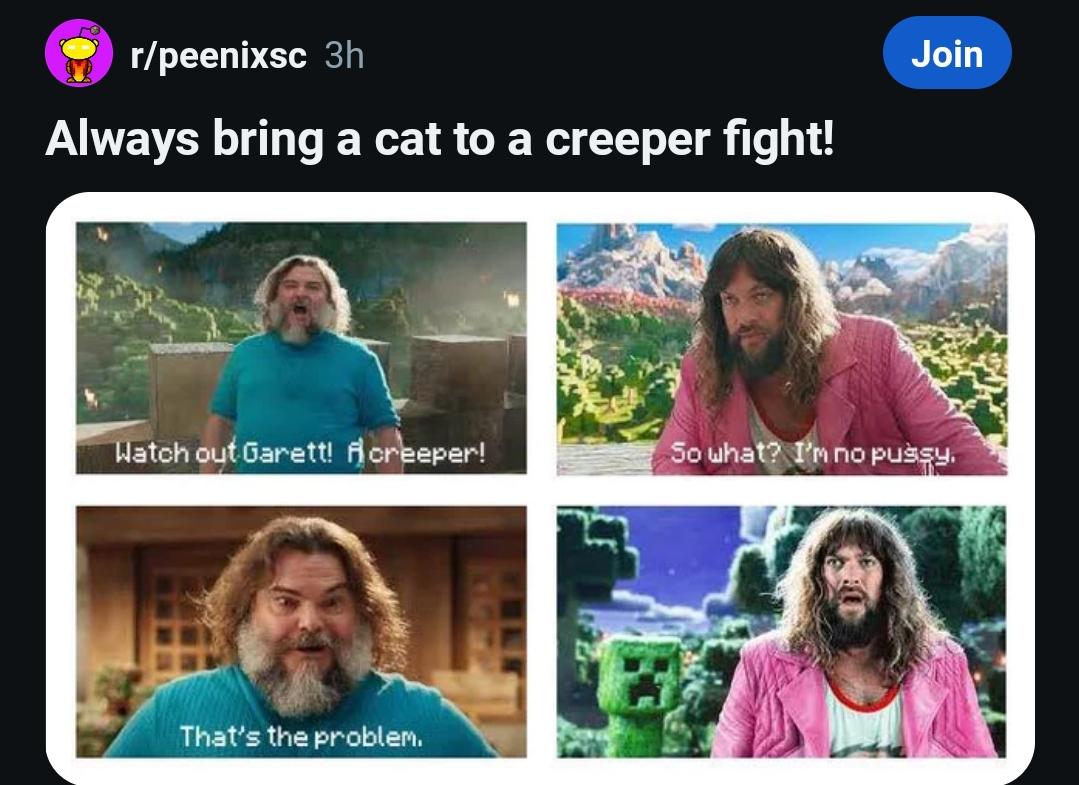 r/peenixsc 3h
Join
Always bring a cat to a creeper fight!
Watch out Garett! A creeper!
So what? I'm no pussy.
That's the problem.